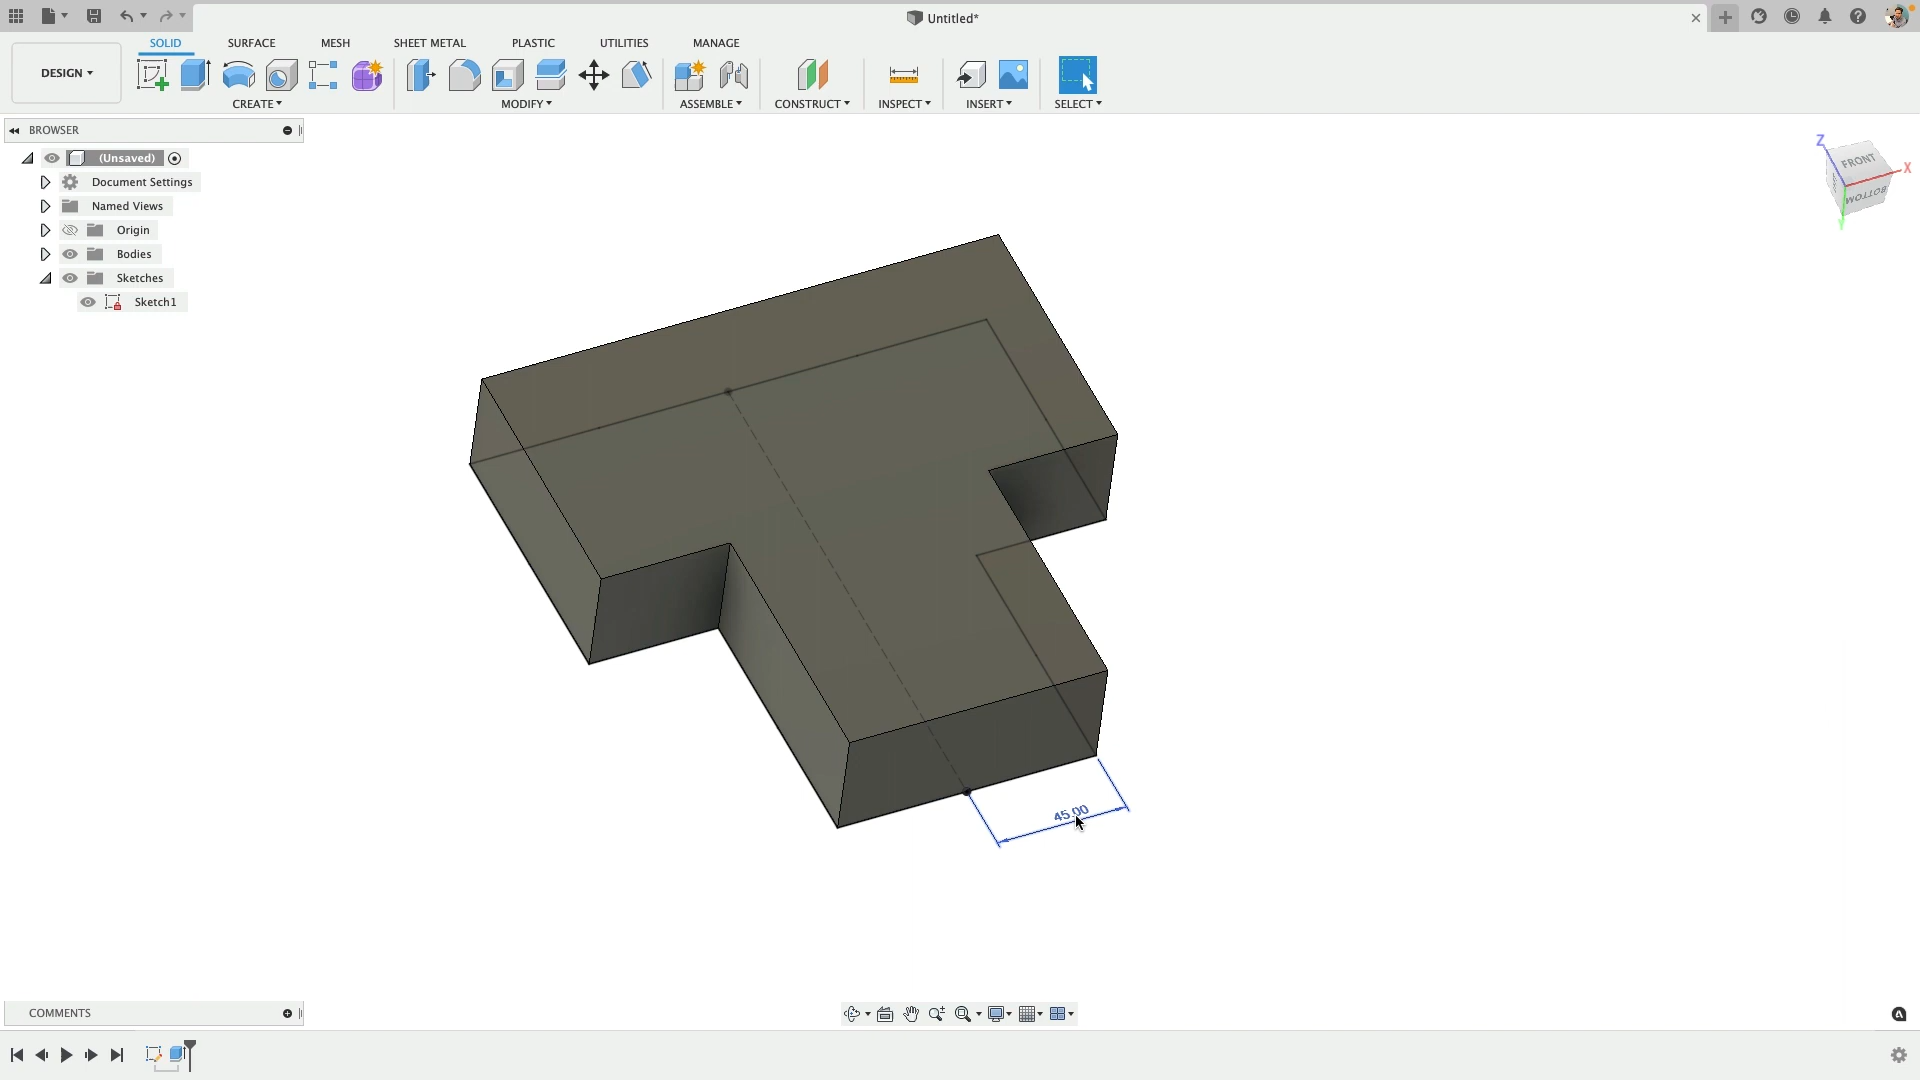 Untitled*
DESIGN
SOLID SURFACE MESH SHEET METAL PLASTIC UTILITIES MANAGE
CREATE MODIFY ASSEMBLE CONSTRUCT INSPECT INSERT SELECT
BROWSER
(Unsaved)
Document Settings
Named Views
Origin
Bodies
Sketches
Sketch1
Z
FRONT
X
BOTTOM
Y
45.00
COMMENTS